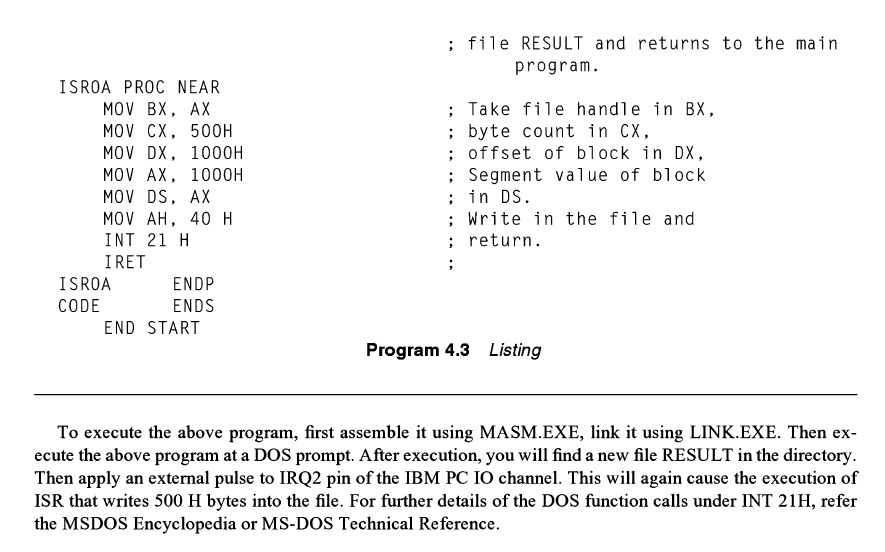 ; file RESULT and returns to the main
program.
ISROA PROC NEAR
MOV BX, AX ; Take file handle in BX,
MOV CX, 500H ; byte count in CX,
MOV DX, 1000H ; offset of block in DX,
MOV AX, 1000H ; Segment value of block
MOV DS, AX ; in DS.
MOV AH, 40 H ; Write in the file and
INT 21 H ; return.
IRET ;
ISROA ENDP
CODE ENDS
END START
Program 4.3 Listing
To execute the above program, first assemble it using MASM.EXE, link it using LINK.EXE. Then ex-
ecute the above program at a DOS prompt. After execution, you will find a new file RESULT in the directory.
Then apply an external pulse to IRQ2 pin of the IBM PC IO channel. This will again cause the execution of
ISR that writes 500 H bytes into the file. For further details of the DOS function calls under INT 21H, refer
the MSDOS Encyclopedia or MS-DOS Technical Reference.